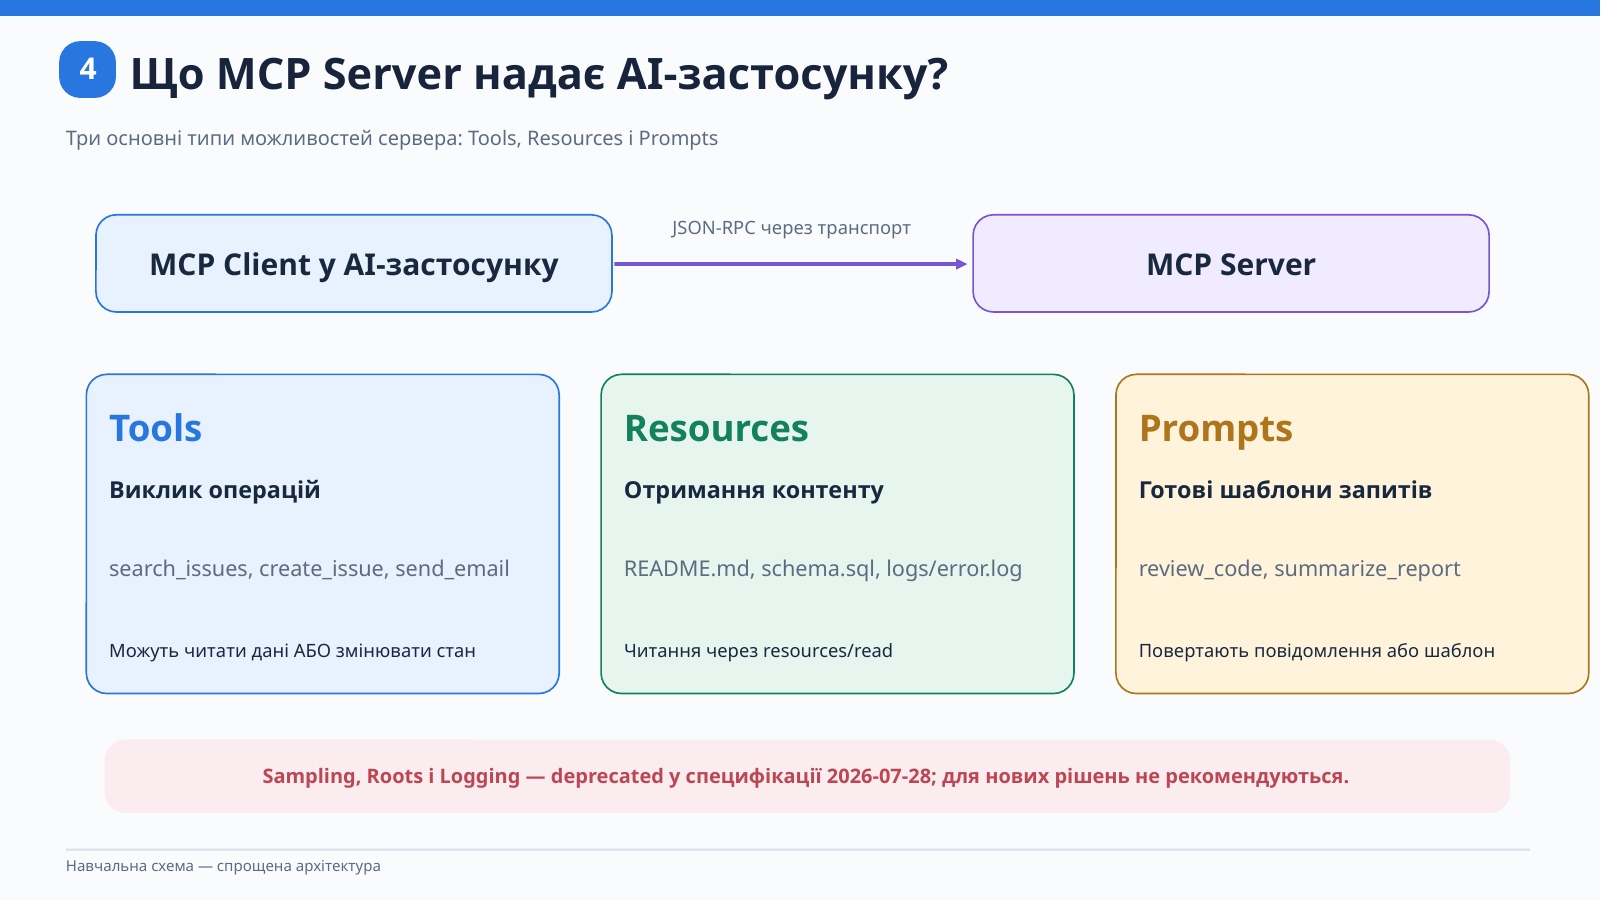 4
Що MCP Server надає AI-застосунку?
Три основні типи можливостей сервера: Tools, Resources і Prompts
MCP Client у AI-застосунку
JSON-RPC через транспорт
MCP Server
Tools
Виклик операцій
search_issues, create_issue, send_email
Можуть читати дані АБО змінювати стан
Resources
Отримання контенту
README.md, schema.sql, logs/error.log
Читання через resources/read
Prompts
Готові шаблони запитів
review_code, summarize_report
Повертають повідомлення або шаблон
Sampling, Roots і Logging — deprecated у специфікації 2026-07-28; для нових рішень не рекомендуються.
Навчальна схема — спрощена архітектура